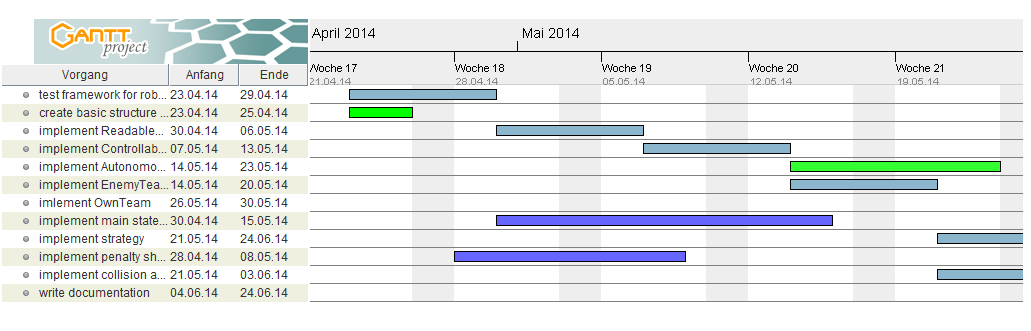 GANTT project
April 2014 Mai 2014
Vorgang Anfang Ende
Woche 17 Woche 18 Woche 19 Woche 20 Woche 21
21.04.14 28.04.14 05.05.14 12.05.14 19.05.14
test framework for rob... 23.04.14 29.04.14
create basic structure ... 23.04.14 25.04.14
implement Readable... 30.04.14 06.05.14
implement Controllab... 07.05.14 13.05.14
implement Autonomo... 14.05.14 23.05.14
implement EnemyTea... 14.05.14 20.05.14
imlement OwnTeam 26.05.14 30.05.14
implement main state... 30.04.14 15.05.14
implement strategy 21.05.14 24.06.14
implement penalty sh... 28.04.14 08.05.14
implement collision a... 21.05.14 03.06.14
write documentation 04.06.14 24.06.14